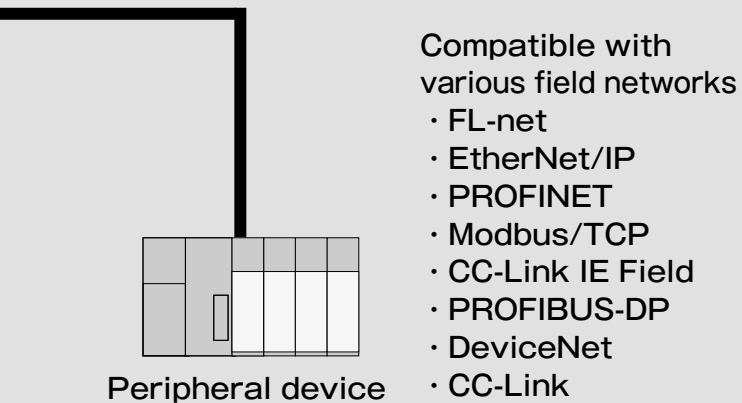 Compatible with
various field networks
・FL-net
・EtherNet/IP
・PROFINET
・Modbus/TCP
・CC-Link IE Field
・PROFIBUS-DP
・DeviceNet
・CC-Link
Peripheral device